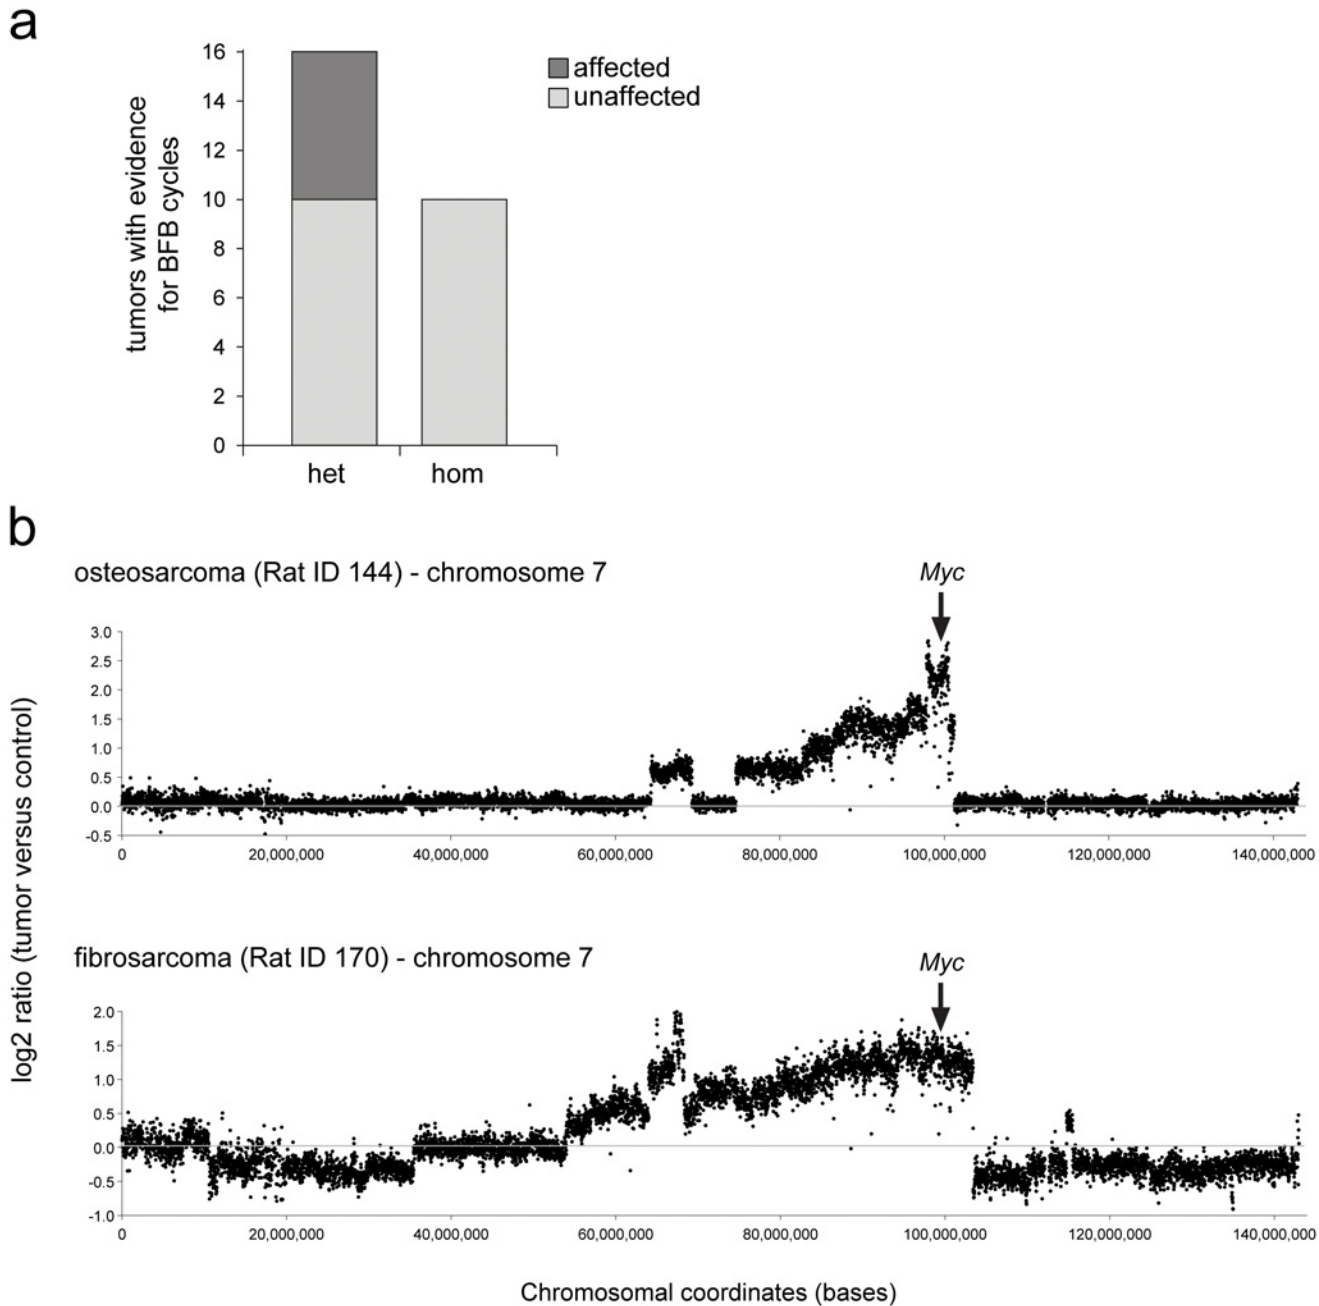 a
tumors with evidence
for BFB cycles
16
14
12
10
8
6
4
2
0
het
hom
affected
unaffected
b
osteosarcoma (Rat ID 144) - chromosome 7
Myc
3.0
2.5
2.0
1.5
1.0
0.5
0.0
-0.5
0
20,000,000
40,000,000
60,000,000
80,000,000
100,000,000
120,000,000
140,000,000
log2 ratio (tumor versus control)
fibrosarcoma (Rat ID 170) - chromosome 7
Myc
2.0
1.5
1.0
0.5
0.0
-0.5
-1.0
0
20,000,000
40,000,000
60,000,000
80,000,000
100,000,000
120,000,000
140,000,000
Chromosomal coordinates (bases)